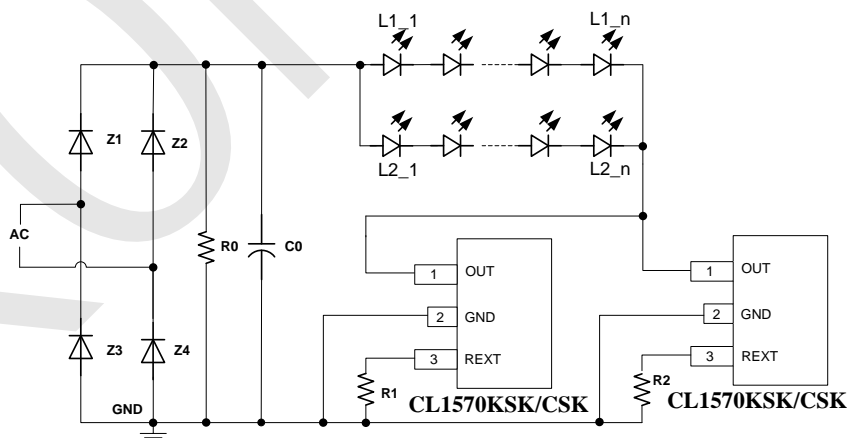 L1_1 L1_n
Z1 Z2
L2_1 L2_n
AC
R0 C0
1 OUT
1 OUT
2 GND
2 GND
Z3 Z4
3 REXT
3 REXT
R1
R2
GND
CL1570KSK/CSK
CL1570KSK/CSK